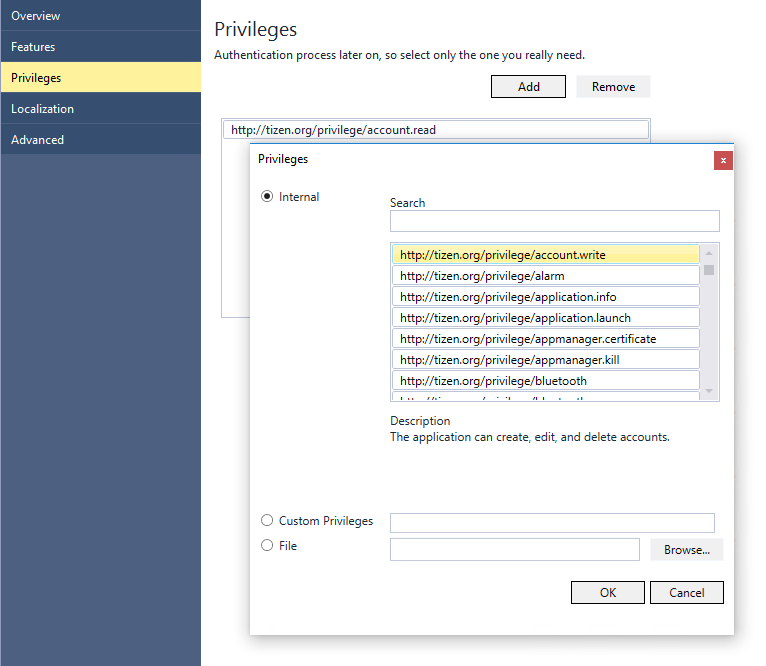 Overview
Features
Privileges
Localization
Advanced
Privileges
Authentication process later on, so select only the one you really need.
Add
Remove
http://tizen.org/privilege/account.read
Privileges
x
Internal
Search
http://tizen.org/privilege/account.write
http://tizen.org/privilege/alarm
http://tizen.org/privilege/application.info
http://tizen.org/privilege/application.launch
http://tizen.org/privilege/appmanager.certificate
http://tizen.org/privilege/appmanager.kill
http://tizen.org/privilege/bluetooth
Description
The application can create, edit, and delete accounts.
Custom Privileges
File
Browse...
OK
Cancel